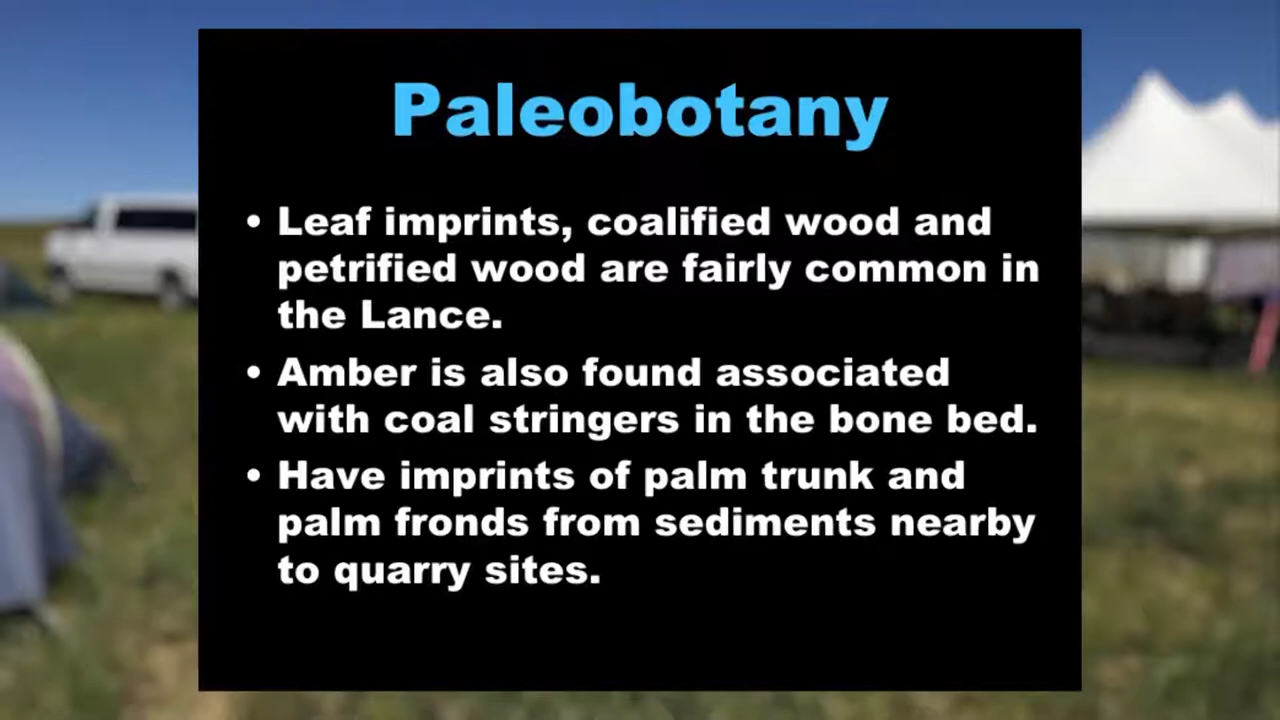 Paleobotany
• Leaf imprints, coalified wood and
petrified wood are fairly common in
the Lance.
• Amber is also found associated
with coal stringers in the bone bed.
• Have imprints of palm trunk and
palm fronds from sediments nearby
to quarry sites.